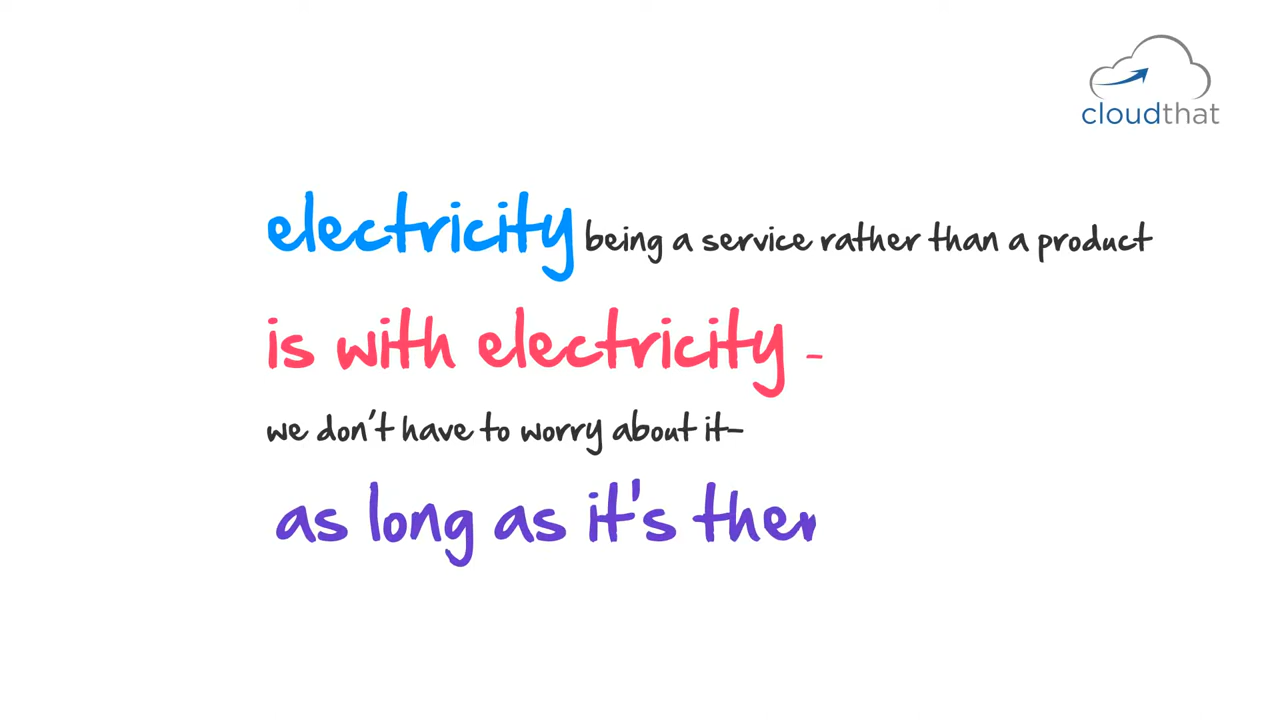 cloudthat
electricity being a service rather than a product
is with electricity -
we don't have to worry about it-
as long as it's ther